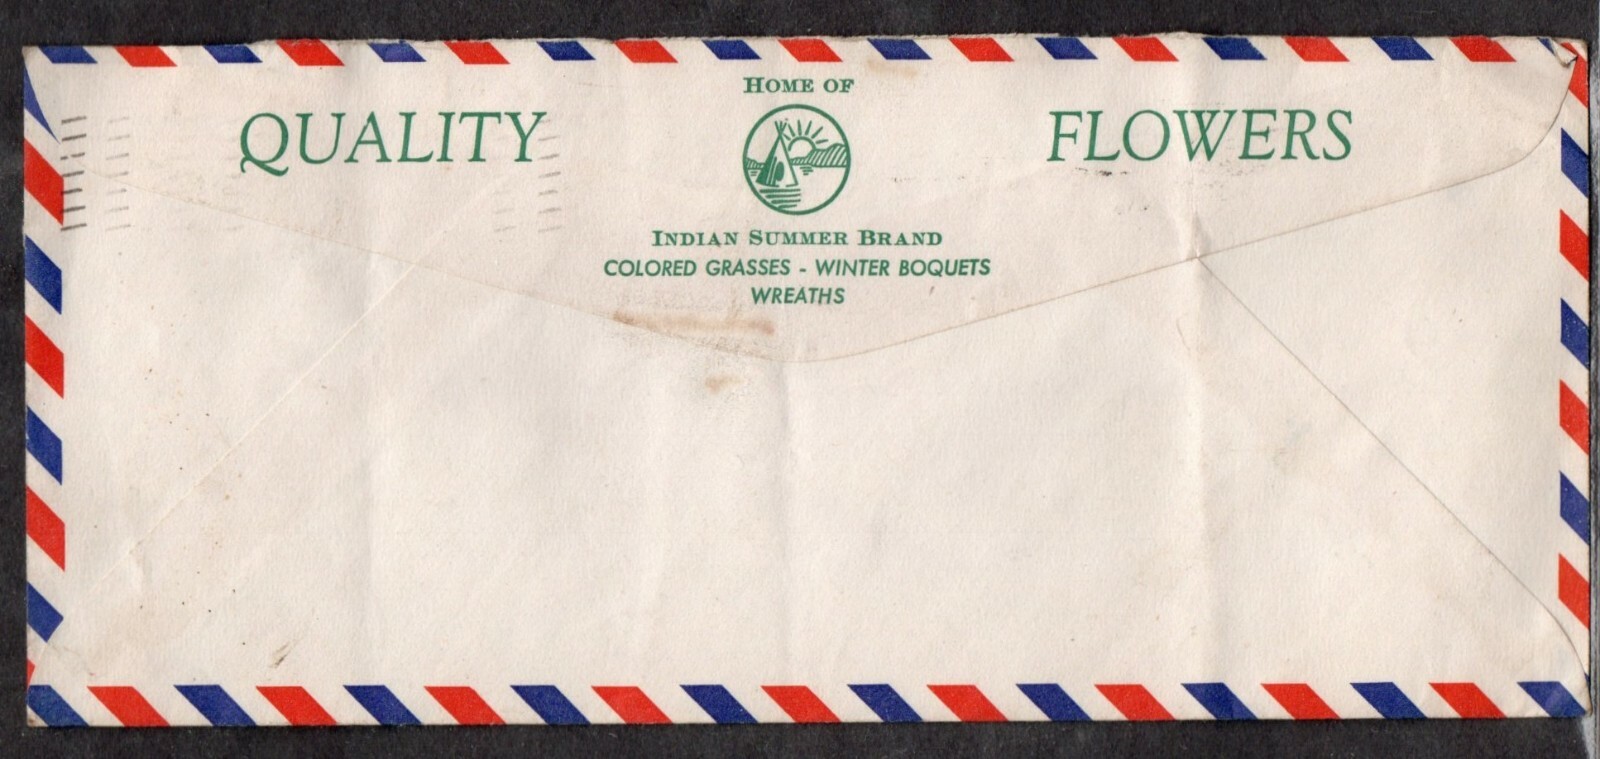 HOME OF
QUALITY FLOWERS
INDIAN SUMMER BRAND
COLORED GRASSES - WINTER BOQUETS
WREATHS